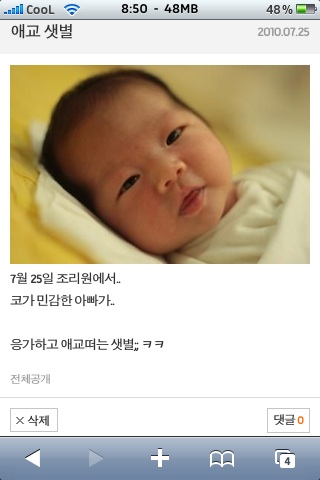 CooL 8:50 - 48MB 48%
애교 샛별 2010.07.25
7월 25일 조리원에서..
코가 민감한 아빠가..
응가하고 애교떠는 샛별;; ㅋㅋ
전체공개
× 삭제 댓글 0
4